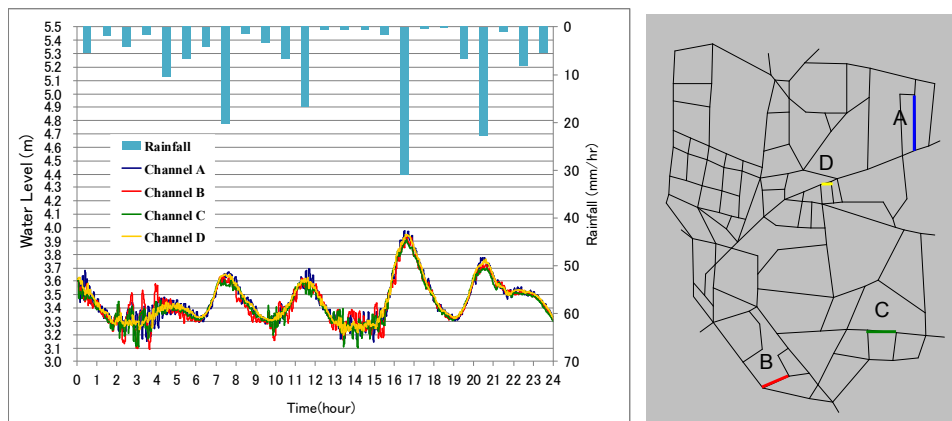 5.5
5.4
5.3
5.2
5.1
5.0
4.9
4.8
4.7
4.6
4.5
4.4
4.3
4.2
4.1
4.0
3.9
3.8
3.7
3.6
3.5
3.4
3.3
3.2
3.1
3.0
Water Level (m)
Rainfall
Channel A
Channel B
Channel C
Channel D
0
10
20
30
40
50
60
70
Rainfall (mm/hr)
0 1 2 3 4 5 6 7 8 9 10 11 12 13 14 15 16 17 18 19 20 21 22 23 24
Time(hour)
A
D
C
B